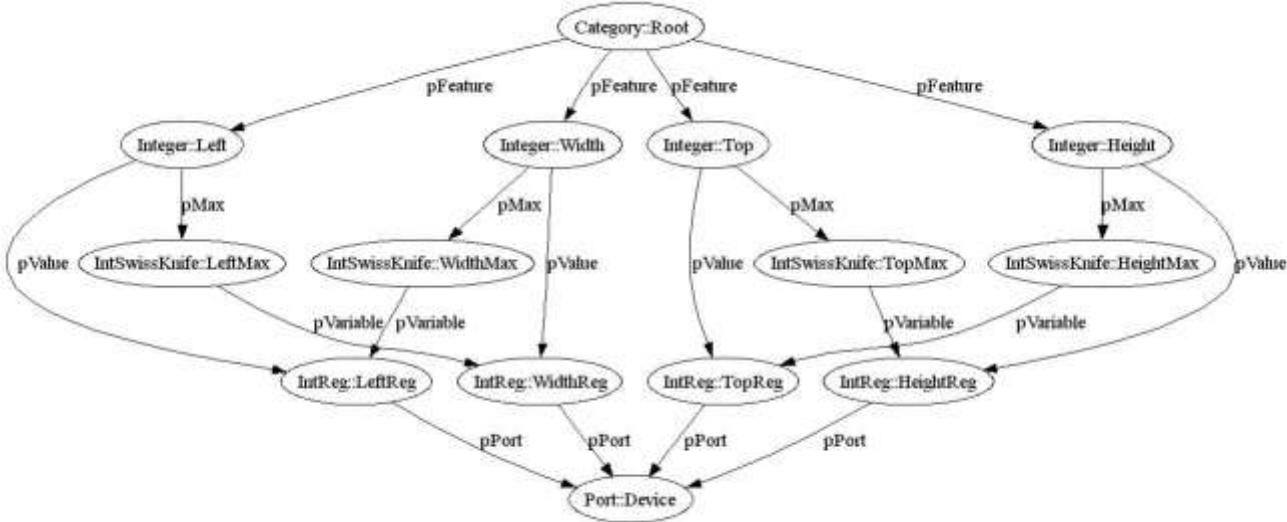 Category::Root
pFeature
pFeature
pFeature
pFeature
Integer::Left
Integer::Width
Integer::Top
Integer::Height
pMax
pMax
pMax
pMax
pValue
IntSwissKnife::LeftMax
IntSwissKnife::WidthMax
pValue
pValue
IntSwissKnife::TopMax
IntSwissKnife::HeightMax
pValue
pVariable
pVariable
pVariable
pVariable
IntReg::LeftReg
IntReg::WidthReg
IntReg::TopReg
IntReg::HeightReg
pPort
pPort
pPort
pPort
Port::Device